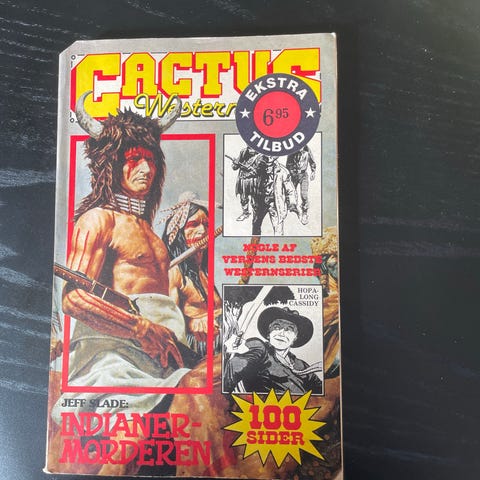 CACTUS
Western
EKSTRA
6.95
TILBUD
NOGLE AF
VERDENS BEDSTE
WESTERNSERIER
HOPA-
LONG
CASSIDY
JEFF SLADE:
INDIANER-
MORDEREN
100
SIDER